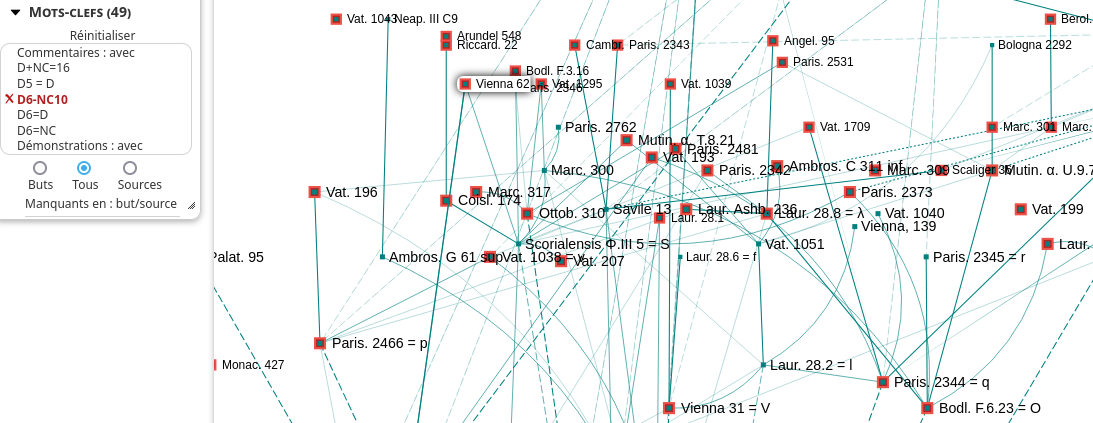 MOTS-CLEFS (49)
Réinitialiser
Commentaires : avec
D+NC=16
D5 = D
D6-NC10
D6=D
D6=NC
Démonstrations : avec
Buts
Tous
Sources
Manquants en : but/source
Vat. 1043
Neap. III C9
Berol.
Arundel 548
Riccard. 22
Cambr.
Paris. 2343
Angel. 95
Bologna 2292
Paris. 2531
Bodl. F.3.16
Vienna 62
Vat. 1295
Paris. 2946
Vat. 1039
Paris. 2762
Vat. 1709
Marc. 301
Marc.
Mutin. α. T.8.21
Paris. 2481
Vat. 193
Marc. 300
Paris. 2342
Ambros. C 311 inf.
Marc. 309
Scaliger 36
Mutin. α. U.9.7
Vat. 196
Marc. 317
Paris. 2373
Coisl. 174
Ottob. 310
Savile 13
Laur. Ashb. 236
Laur. 28.1
Laur. 28.8 = λ
Vat. 1040
Vat. 199
Vienna, 139
Scorialensis Φ.III 5 = S
Vat. 1051
Laur.
Palat. 95
Ambros. G 61 sup
Vat. 1038 = v
Vat. 207
Laur. 28.6 = f
Paris. 2345 = r
Paris. 2466 = p
Monac. 427
Laur. 28.2 = l
Paris. 2344 = q
Vienna 31 = V
Bodl. F.6.23 = O